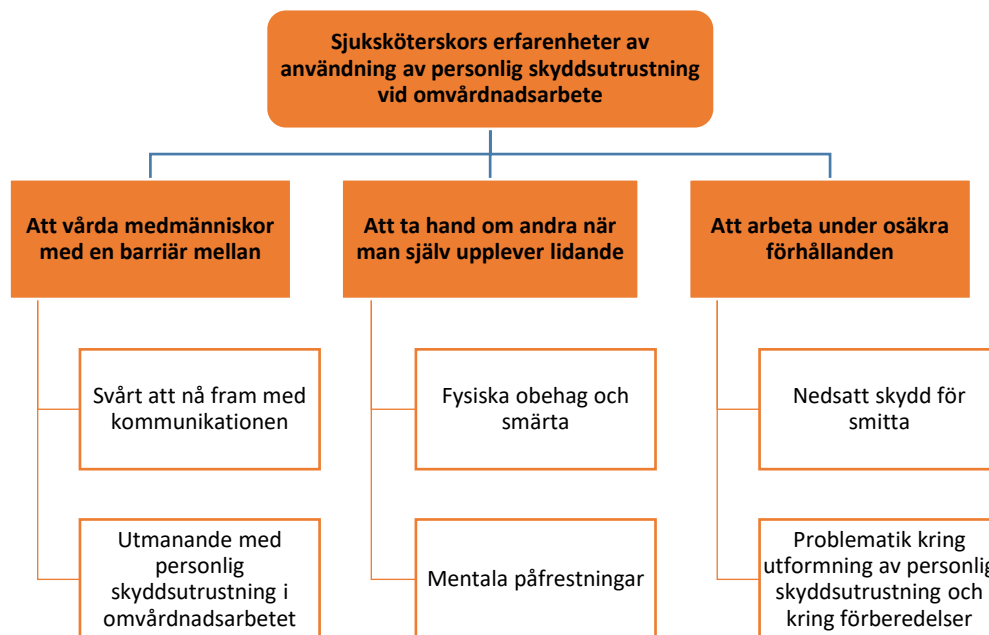 Sjuksköterskors erfarenheter av
användning av personlig skyddsutrustning
vid omvårdnadsarbete
Att vårda medmänniskor
med en barriär mellan
Att ta hand om andra när
man själv upplever lidande
Att arbeta under osäkra
förhållanden
Svårt att nå fram med
kommunikationen
Fysiska obehag och
smärta
Nedsatt skydd för
smitta
Utmanande med
personlig
skyddsutrustning i
omvårdnadsarbetet
Mentala påfrestningar
Problematik kring
utformning av personlig
skyddsutrustning och
kring förberedelser